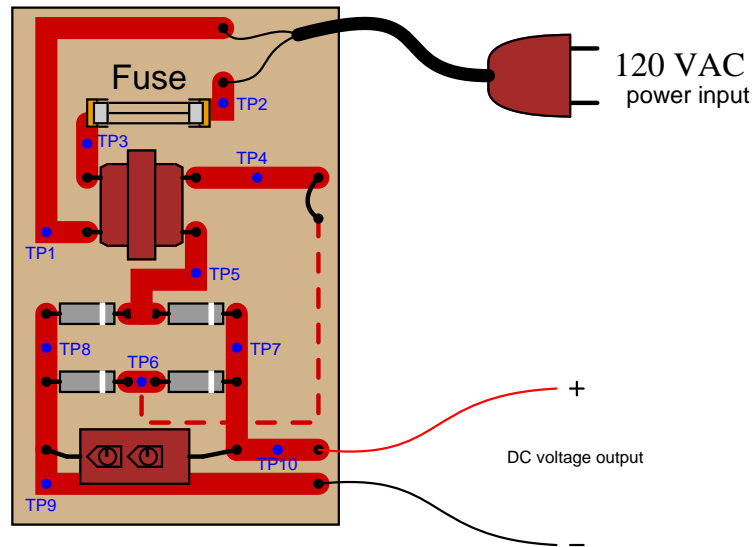 Fuse
120 VAC
power input
TP2
TP3
TP4
TP1
TP5
TP8
TP7
TP6
+
DC voltage output
TP10
TP9
−